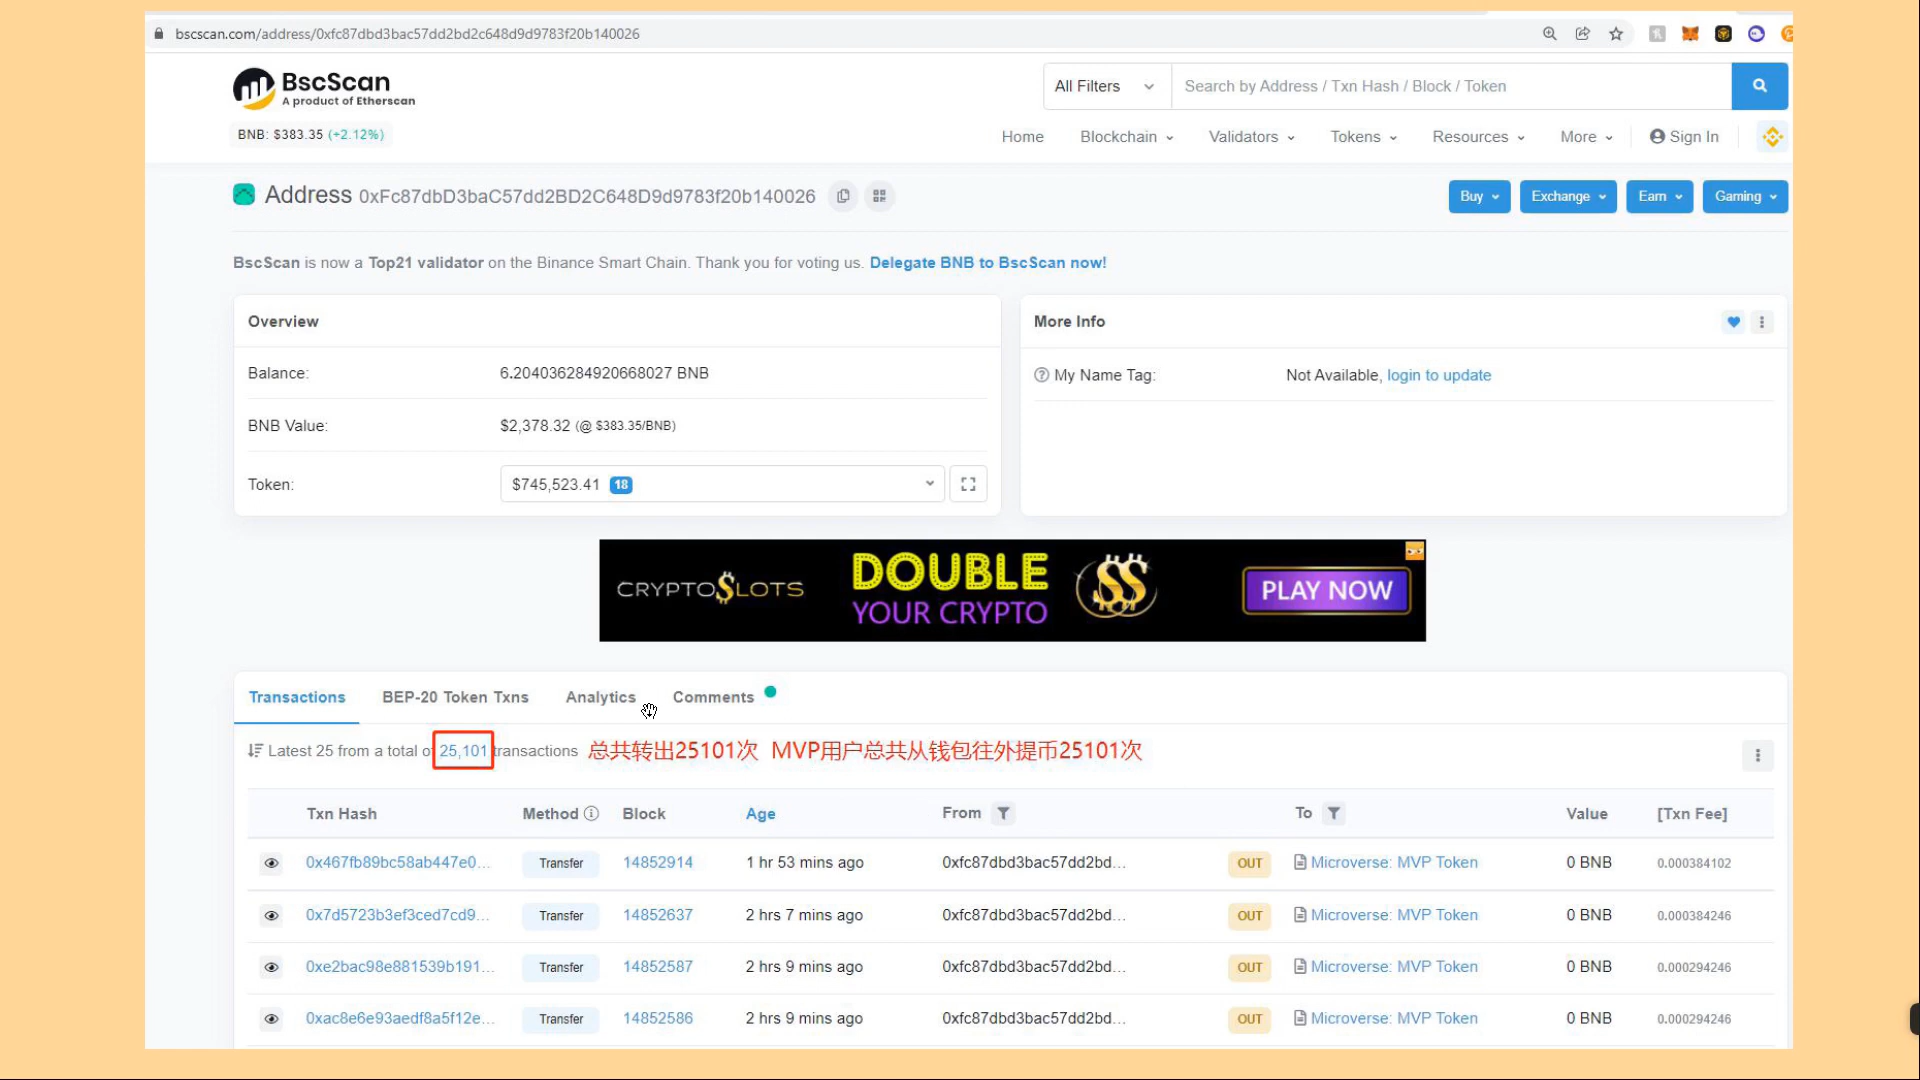 bscscan.com/address/0xfc87dbd3bac57dd2bd2c648d9d9783f20b140026
BscScan
A product of Etherscan
All Filters
Search by Address / Txn Hash / Block / Token
BNB: $383.35 (+2.12%)
Home Blockchain Validators Tokens Resources More Sign In
Address 0xFc87dbD3baC57dd2BD2C648D9d9783f20b140026
Buy Exchange Earn Gaming
BscScan is now a Top21 validator on the Binance Smart Chain. Thank you for voting us. Delegate BNB to BscScan now!
Overview
Balance: 6.204036284920668027 BNB
BNB Value: $2,378.32 (@ $383.35/BNB)
Token: $745,523.41 18
More Info
My Name Tag: Not Available, login to update
CRYPTO$LOTS
DOUBLE
YOUR CRYPTO
PLAY NOW
Transactions BEP-20 Token Txns Analytics Comments
Latest 25 from a total of 25,101 transactions 总共转出25101次 MVP用户总共从钱包往外提币25101次
Txn Hash Method Block Age From To Value [Txn Fee]
0x467fb89bc58ab447e0... Transfer 14852914 1 hr 53 mins ago 0xfc87dbd3bac57dd2bd... OUT Microverse: MVP Token 0 BNB 0.000384102
0x7d5723b3ef3ced7cd9... Transfer 14852637 2 hrs 7 mins ago 0xfc87dbd3bac57dd2bd... OUT Microverse: MVP Token 0 BNB 0.000384246
0xe2bac98e881539b191... Transfer 14852587 2 hrs 9 mins ago 0xfc87dbd3bac57dd2bd... OUT Microverse: MVP Token 0 BNB 0.000294246
0xac8e6e93aedf8a5f12e... Transfer 14852586 2 hrs 9 mins ago 0xfc87dbd3bac57dd2bd... OUT Microverse: MVP Token 0 BNB 0.000294246